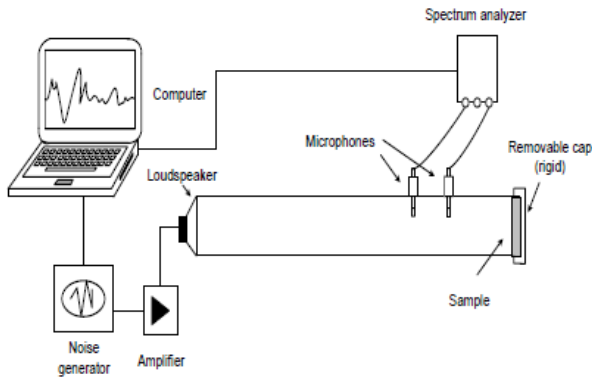 Spectrum analyzer
Computer
Microphones
Removable cap
(rigid)
Loudspeaker
Sample
Noise
generator
Amplifier